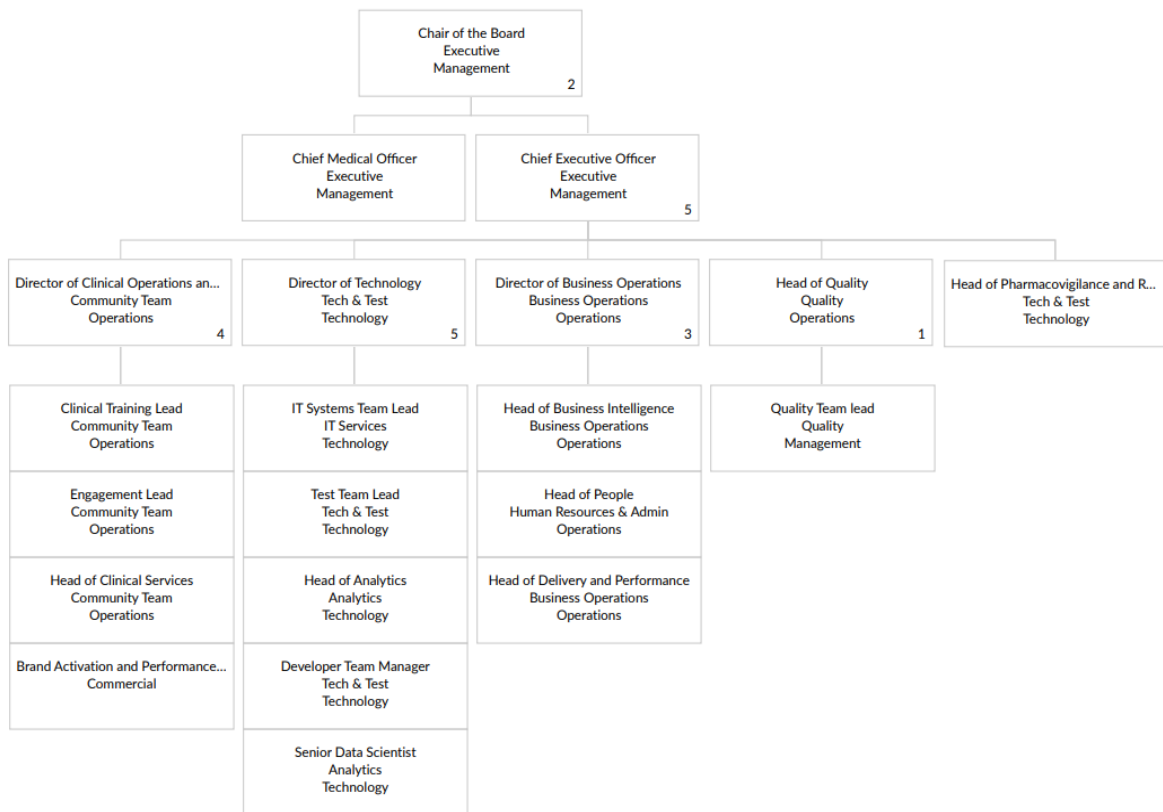 Chair of the Board
Executive
Management
2
Chief Medical Officer
Executive
Management
Chief Executive Officer
Executive
Management
5
Director of Clinical Operations an...
Community Team
Operations
4
Director of Technology
Tech & Test
Technology
5
Director of Business Operations
Business Operations
Operations
3
Head of Quality
Quality
Operations
1
Head of Pharmacovigilance and R...
Tech & Test
Technology
Clinical Training Lead
Community Team
Operations
Engagement Lead
Community Team
Operations
Head of Clinical Services
Community Team
Operations
Brand Activation and Performance...
Commercial
IT Systems Team Lead
IT Services
Technology
Test Team Lead
Tech & Test
Technology
Head of Analytics
Analytics
Technology
Developer Team Manager
Tech & Test
Technology
Senior Data Scientist
Analytics
Technology
Head of Business Intelligence
Business Operations
Operations
Head of People
Human Resources & Admin
Operations
Head of Delivery and Performance
Business Operations
Operations
Quality Team lead
Quality
Management